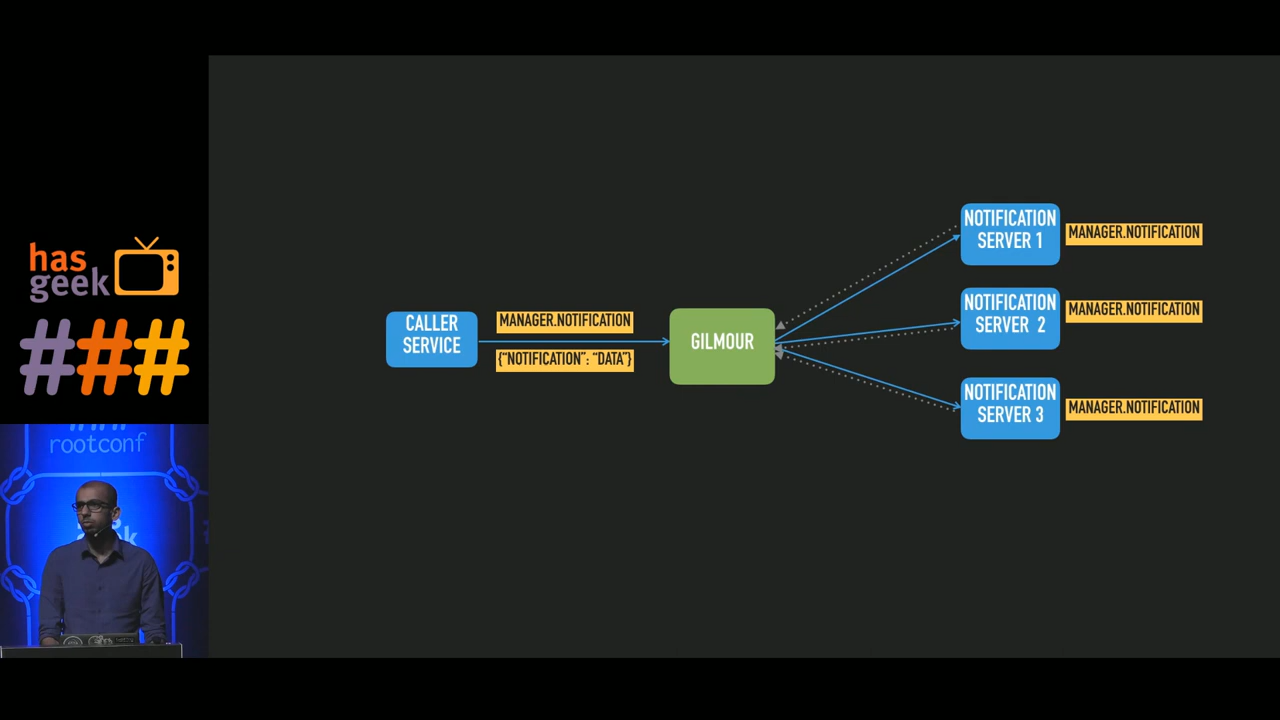 has
geek
###
rootconf
CALLER
SERVICE
MANAGER.NOTIFICATION
{“NOTIFICATION”: “DATA”}
GILMOUR
NOTIFICATION
SERVER 1
MANAGER.NOTIFICATION
NOTIFICATION
SERVER 2
MANAGER.NOTIFICATION
NOTIFICATION
SERVER 3
MANAGER.NOTIFICATION